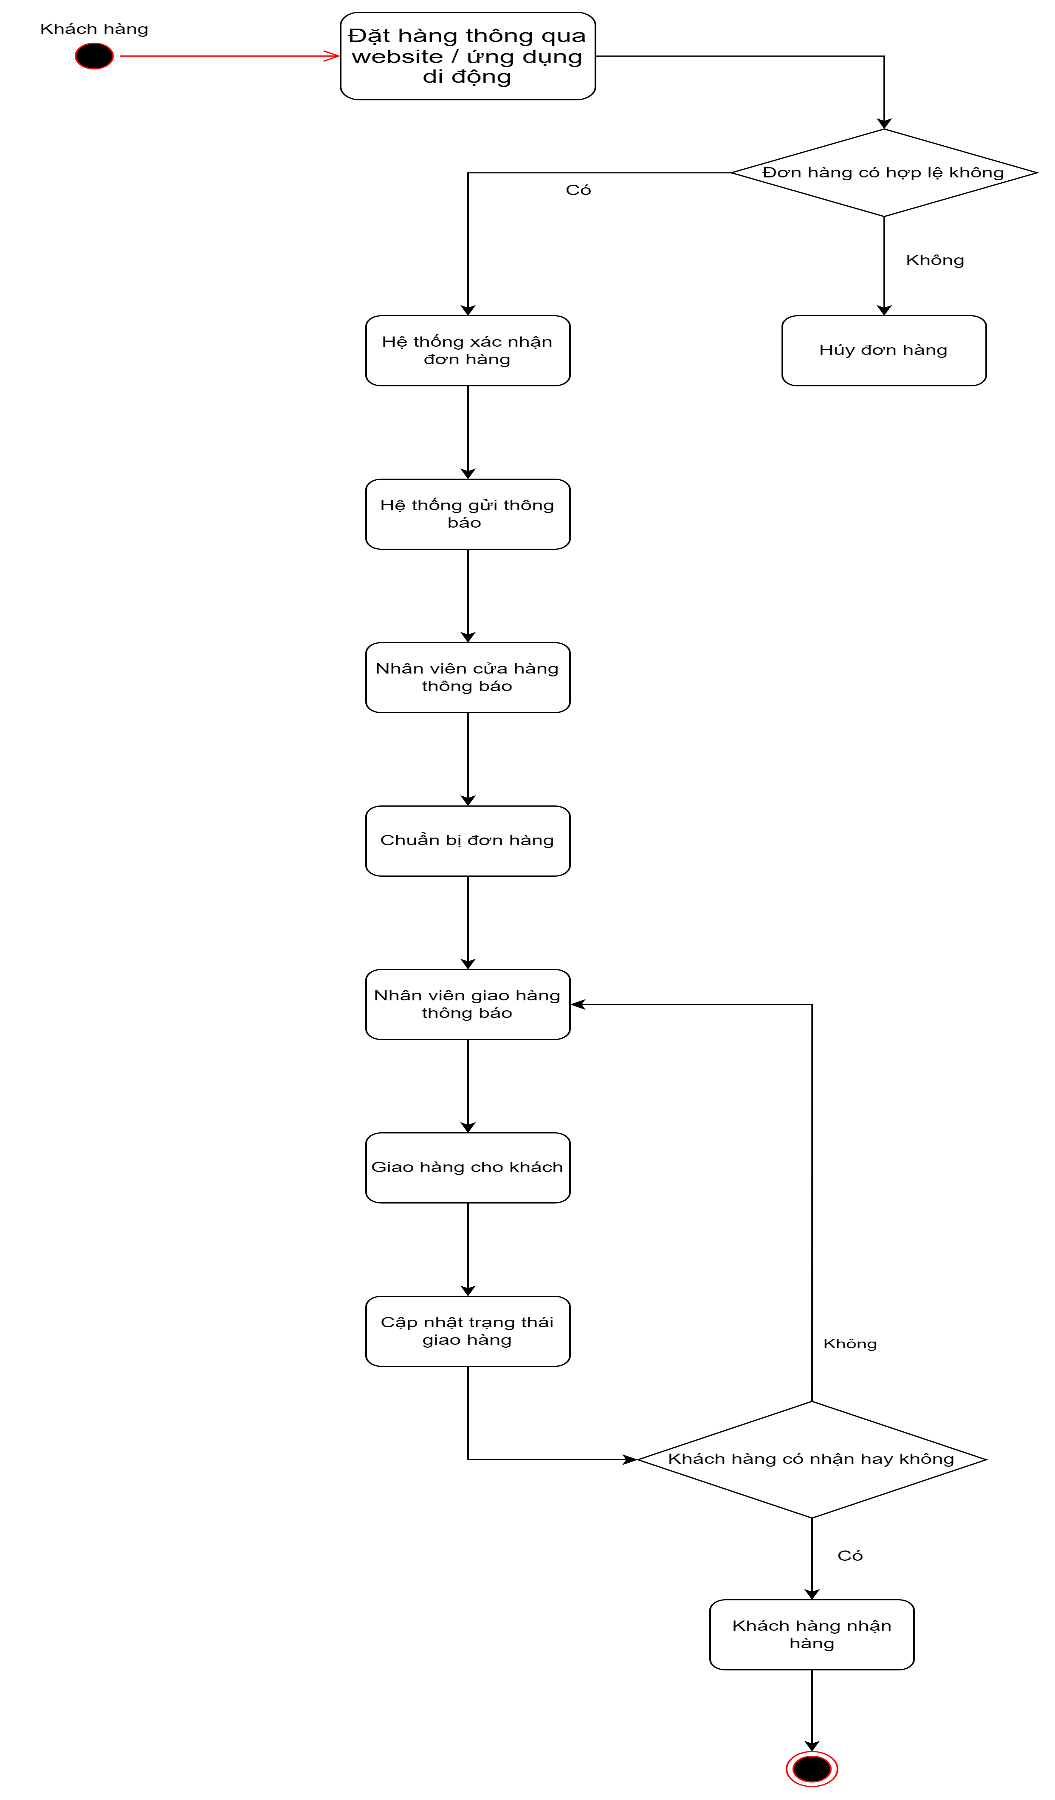 Khách hàng
Đặt hàng thông qua
website / ứng dụng
di động
Đơn hàng có hợp lệ không
Có
Không
Hệ thống xác nhận
đơn hàng
Húy đơn hàng
Hệ thống gửi thông
báo
Nhân viên cửa hàng
thông báo
Chuẩn bị đơn hàng
Nhân viên giao hàng
thông báo
Giao hàng cho khách
Cập nhật trạng thái
giao hàng
Không
Khách hàng có nhận hay không
Có
Khách hàng nhận
hàng